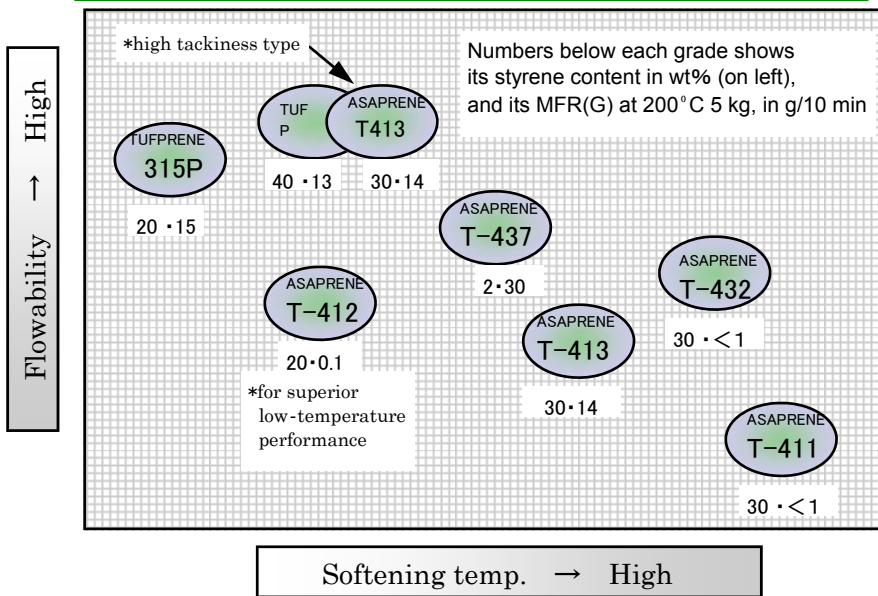 *high tackiness type
Numbers below each grade shows
its styrene content in wt% (on left),
and its MFR(G) at 200°C 5 kg, in g/10 min
TUF
P
ASAPRENE
T413
40・13
30・14
TUFPRENE
315P
20・15
ASAPRENE
T-437
2・30
ASAPRENE
T-432
30・<1
ASAPRENE
T-412
20・0.1
*for superior
low-temperature
performance
ASAPRENE
T-413
30・14
ASAPRENE
T-411
30・<1
Flowability → High
Softening temp. → High